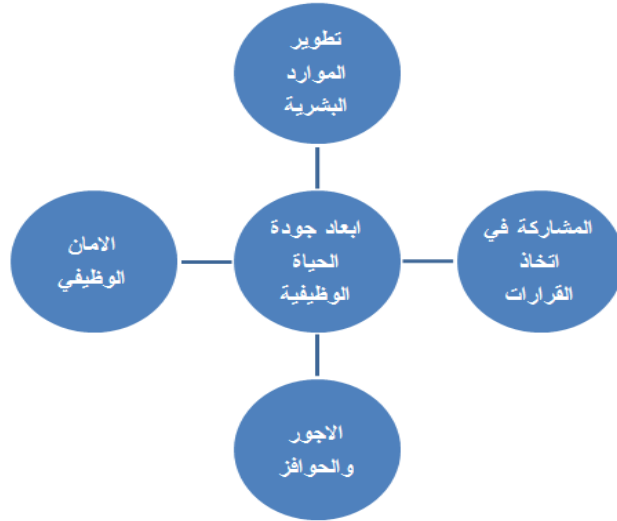 تطوير
الموارد
البشرية
المشاركة في
اتخاذ
القرارات
ابعاد جودة
الحياة
الوظيفية
الامان
الوظيفي
الاجور
والحوافز